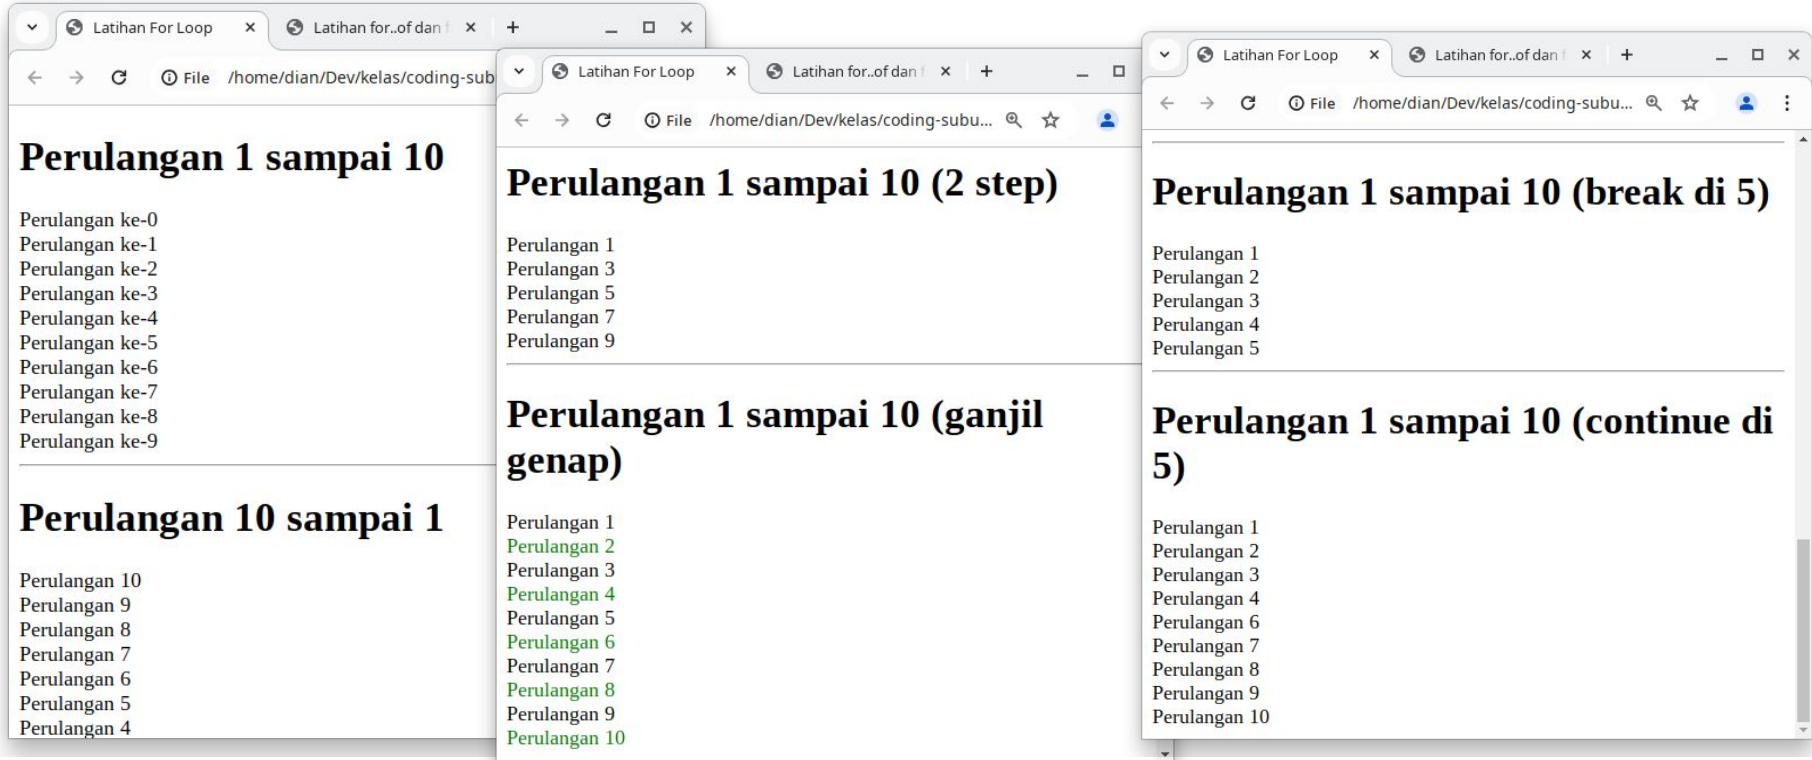 Latihan For Loop
Latihan for..of dan f
File
/home/dian/Dev/kelas/coding-sub
Perulangan 1 sampai 10
Perulangan ke-0
Perulangan ke-1
Perulangan ke-2
Perulangan ke-3
Perulangan ke-4
Perulangan ke-5
Perulangan ke-6
Perulangan ke-7
Perulangan ke-8
Perulangan ke-9
Perulangan 10 sampai 1
Perulangan 10
Perulangan 9
Perulangan 8
Perulangan 7
Perulangan 6
Perulangan 5
Perulangan 4
Latihan For Loop
Latihan for..of dan f
File
/home/dian/Dev/kelas/coding-subu...
Perulangan 1 sampai 10 (2 step)
Perulangan 1
Perulangan 3
Perulangan 5
Perulangan 7
Perulangan 9
Perulangan 1 sampai 10 (ganjil
genap)
Perulangan 1
Perulangan 2
Perulangan 3
Perulangan 4
Perulangan 5
Perulangan 6
Perulangan 7
Perulangan 8
Perulangan 9
Perulangan 10
Latihan For Loop
Latihan for..of dan f
File
/home/dian/Dev/kelas/coding-subu...
Perulangan 1 sampai 10 (break di 5)
Perulangan 1
Perulangan 2
Perulangan 3
Perulangan 4
Perulangan 5
Perulangan 1 sampai 10 (continue di
5)
Perulangan 1
Perulangan 2
Perulangan 3
Perulangan 4
Perulangan 6
Perulangan 7
Perulangan 8
Perulangan 9
Perulangan 10